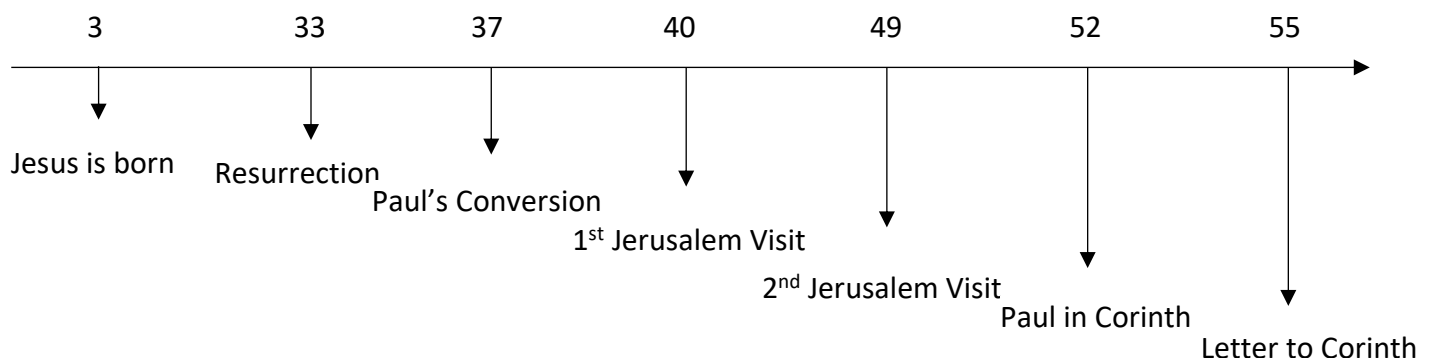 3 33 37 40 49 52 55
Jesus is born
Resurrection
Paul’s Conversion
1st Jerusalem Visit
2nd Jerusalem Visit
Paul in Corinth
Letter to Corinth